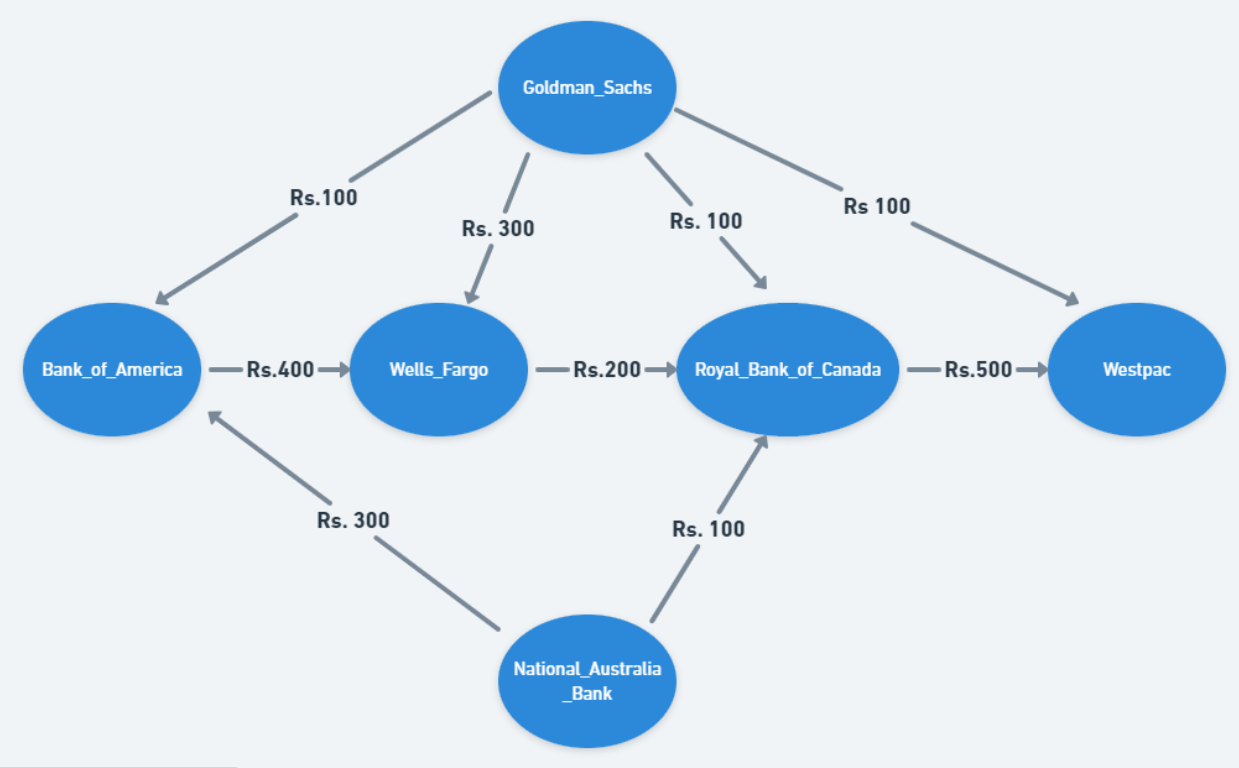 Goldman_Sachs
Rs.100
Rs. 300
Rs. 100
Rs 100
Bank_of_America
Rs.400
Wells_Fargo
Rs.200
Royal_Bank_of_Canada
Rs.500
Westpac
Rs. 300
Rs. 100
National_Australia
_Bank